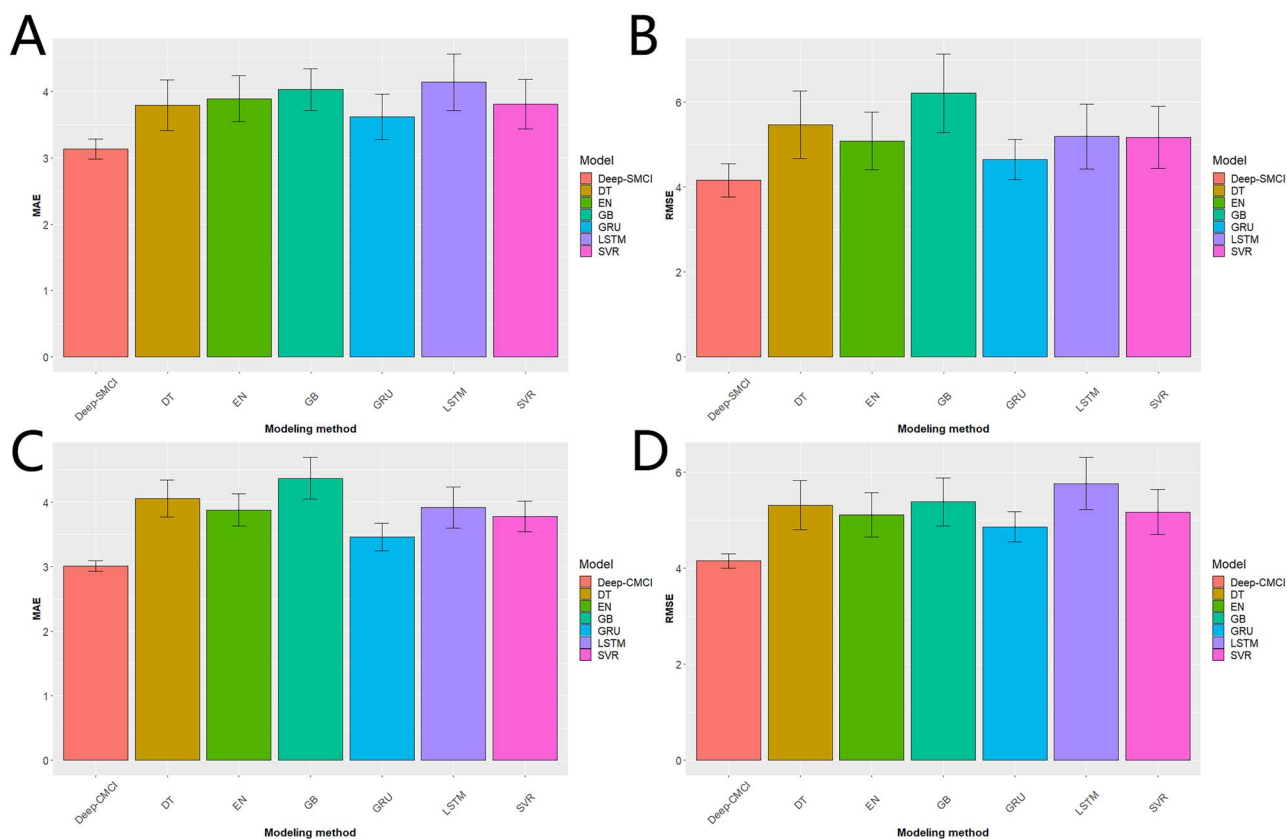 A
MAE
4
3
2
1
0
Deep-SMCI
DT
EN
GB
GRU
LSTM
SVR
Modeling method
Model
Deep-SMCI
DT
EN
GB
GRU
LSTM
SVR
B
RMSE
6
4
2
0
Deep-SMCI
DT
EN
GB
GRU
LSTM
SVR
Modeling method
Model
Deep-SMCI
DT
EN
GB
GRU
LSTM
SVR
C
MAE
4
3
2
1
0
Deep-CMCI
DT
EN
GB
GRU
LSTM
SVR
Modeling method
Model
Deep-CMCI
DT
EN
GB
GRU
LSTM
SVR
D
RMSE
6
4
2
0
Deep-CMCI
DT
EN
GB
GRU
LSTM
SVR
Modeling method
Model
Deep-CMCI
DT
EN
GB
GRU
LSTM
SVR